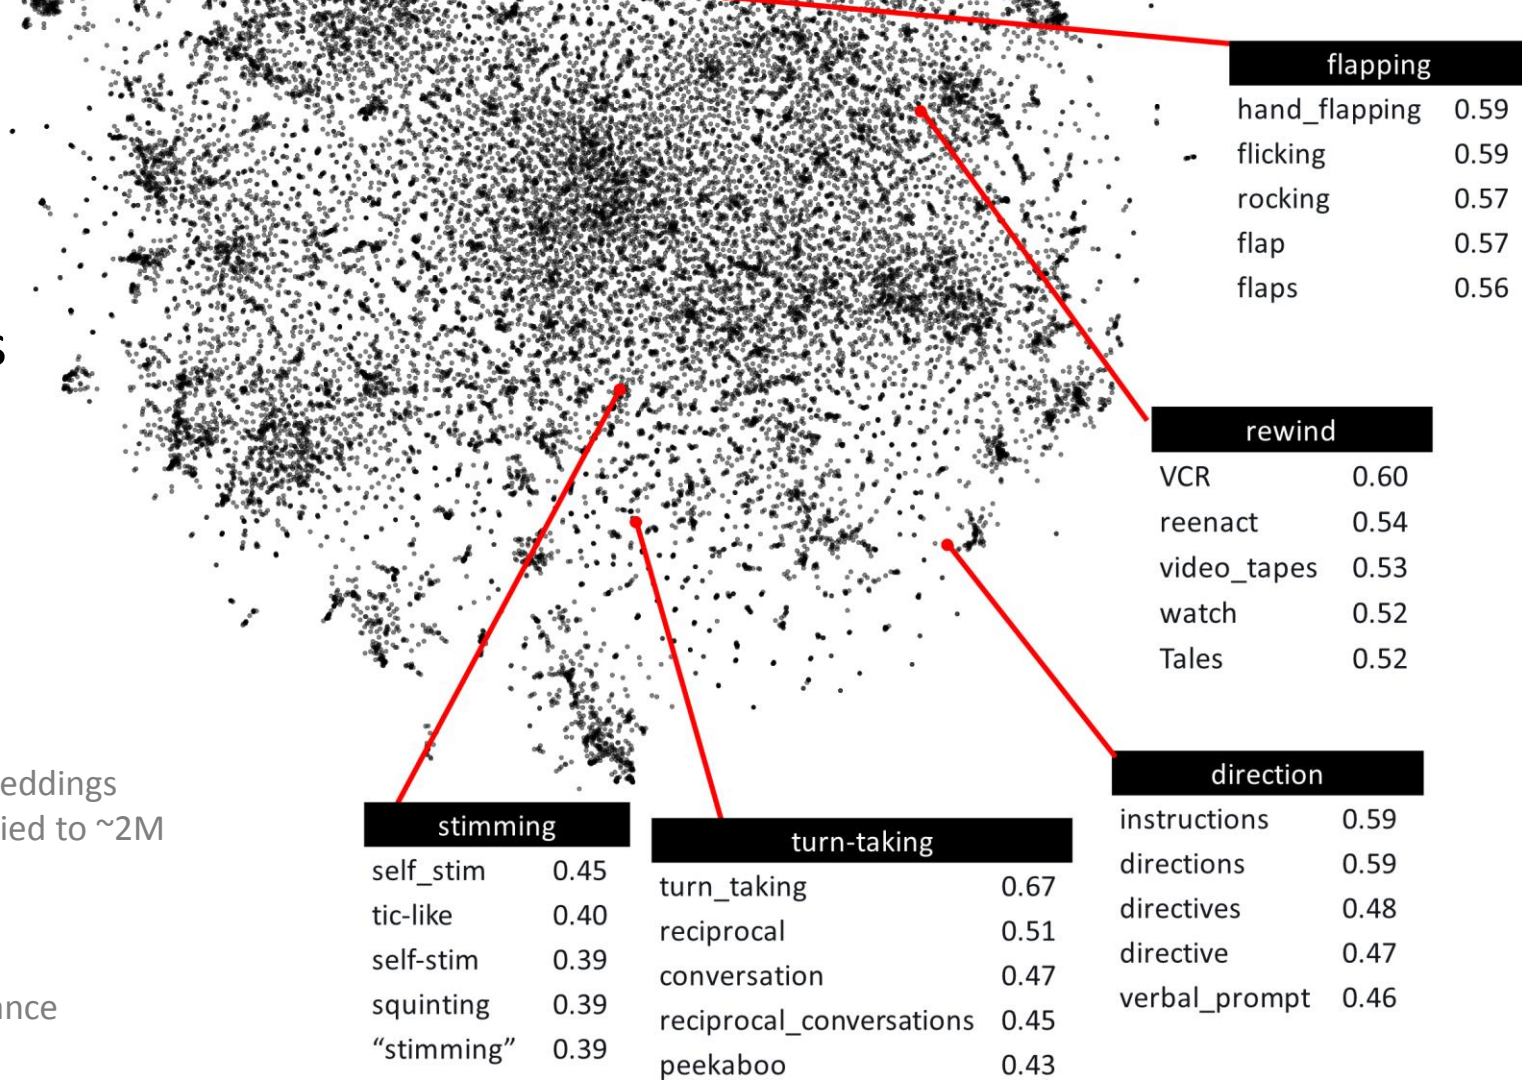 flapping
hand_flapping 0.59
flicking 0.59
rocking 0.57
flap 0.57
flaps 0.56
rewind
VCR 0.60
reenact 0.54
video_tapes 0.53
watch 0.52
Tales 0.52
eddings
ied to ~2M
direction
instructions 0.59
directions 0.59
directives 0.48
directive 0.47
verbal_prompt 0.46
stimming
self_stim 0.45
tic-like 0.40
self-stim 0.39
squinting 0.39
“stimming” 0.39
turn-taking
turn_taking 0.67
reciprocal 0.51
conversation 0.47
reciprocal_conversations 0.45
peekaboo 0.43